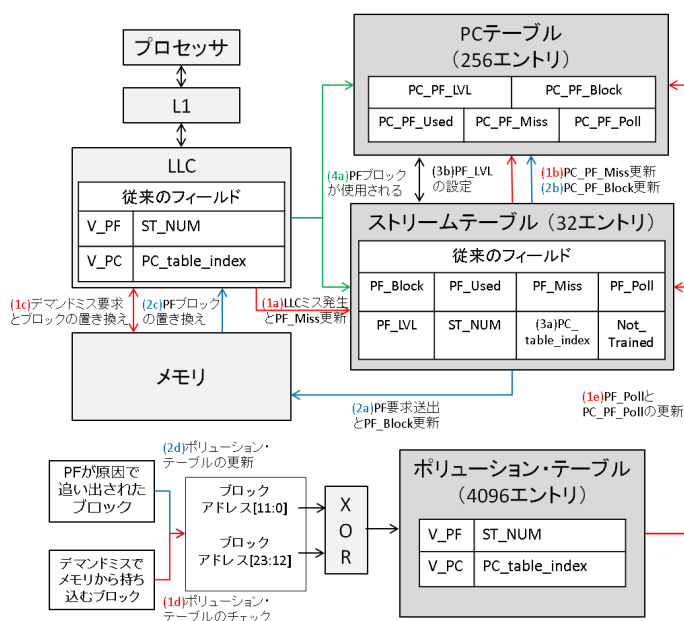 プロセッサ
L1
LLC
従来のフィールド
V_PF
ST_NUM
V_PC
PC_table_index
PCテーブル
(256エントリ)
PC_PF_LVL
PC_PF_Block
PC_PF_Used
PC_PF_Miss
PC_PF_Poll
(4a)PFブロック
が使用される
(3b)PF_LVL
の設定
(1b)PC_PF_Miss更新
(2b)PC_PF_Block更新
ストリームテーブル (32エントリ)
従来のフィールド
PF_Block
PF_Used
PF_Miss
PF_Poll
PF_LVL
ST_NUM
(3a)PC_
table_index
Not_
Trained
(1c)デマンドミス要求
とブロックの置き換え
(2c)PFブロック
の置き換え
(1a)LLCミス発生
とPF_Miss更新
メモリ
(2a)PF要求送出
とPF_Block更新
(1e)PF_Pollと
PC_PF_Pollの更新
(2d)ポリューション・
テーブルの更新
PFが原因で
追い出された
ブロック
デマンドミスで
メモリから持ち
込むブロック
ブロック
アドレス[11:0]
ブロック
アドレス[23:12]
(1d)ポリューション・
テーブルのチェック
X
O
R
ポリューション・テーブル
(4096エントリ)
V_PF
ST_NUM
V_PC
PC_table_index